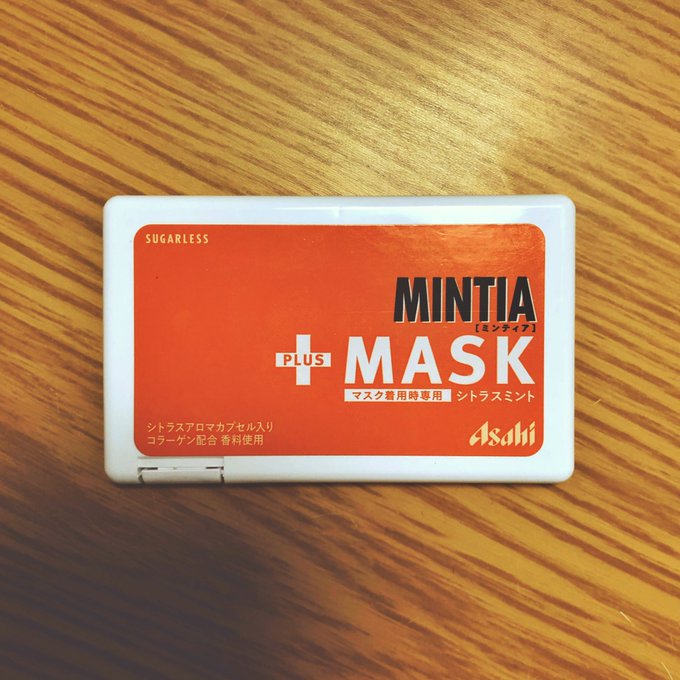 SUGARLESS
MINTIA
[ミンティア]
PLUS MASK
マスク着用時専用 シトラスミント
シトラスアロマカプセル入り
コラーゲン配合 香料使用
Asahi